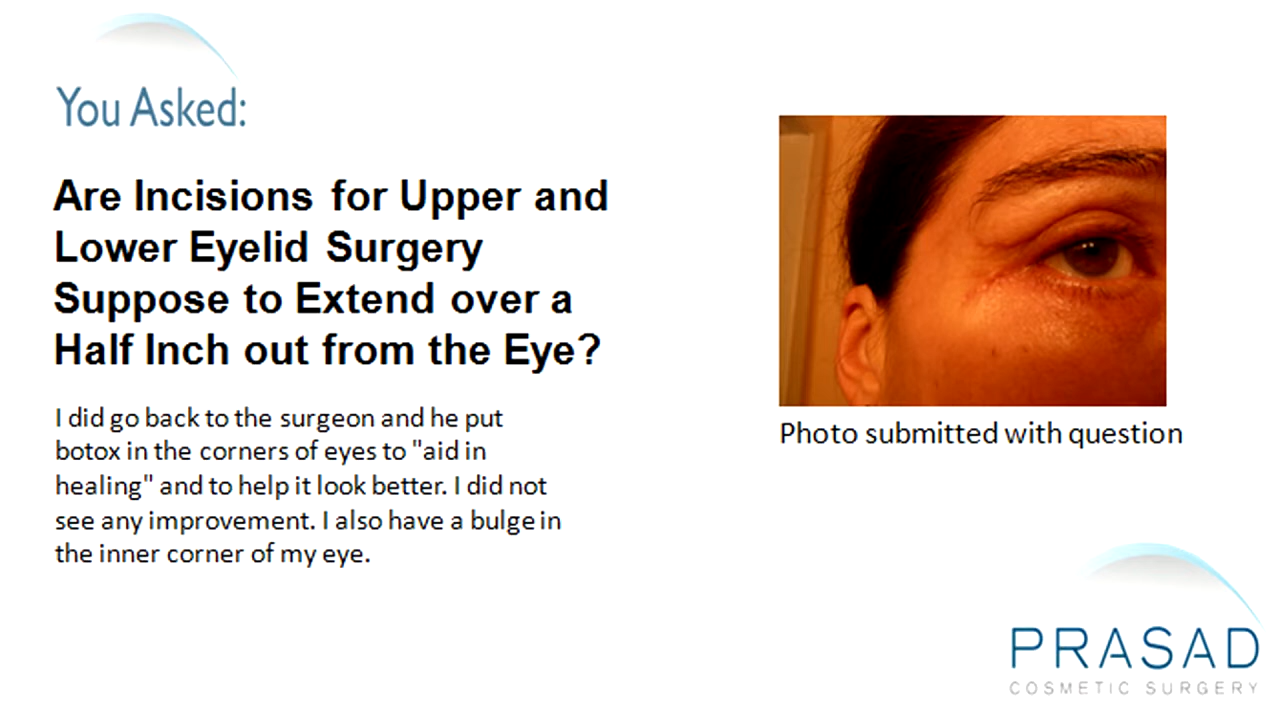 You Asked:
Are Incisions for Upper and
Lower Eyelid Surgery
Suppose to Extend over a
Half Inch out from the Eye?
I did go back to the surgeon and he put
botox in the corners of eyes to "aid in
healing" and to help it look better. I did not
see any improvement. I also have a bulge in
the inner corner of my eye.
Photo submitted with question
PRASAD
COSMETIC SURGERY